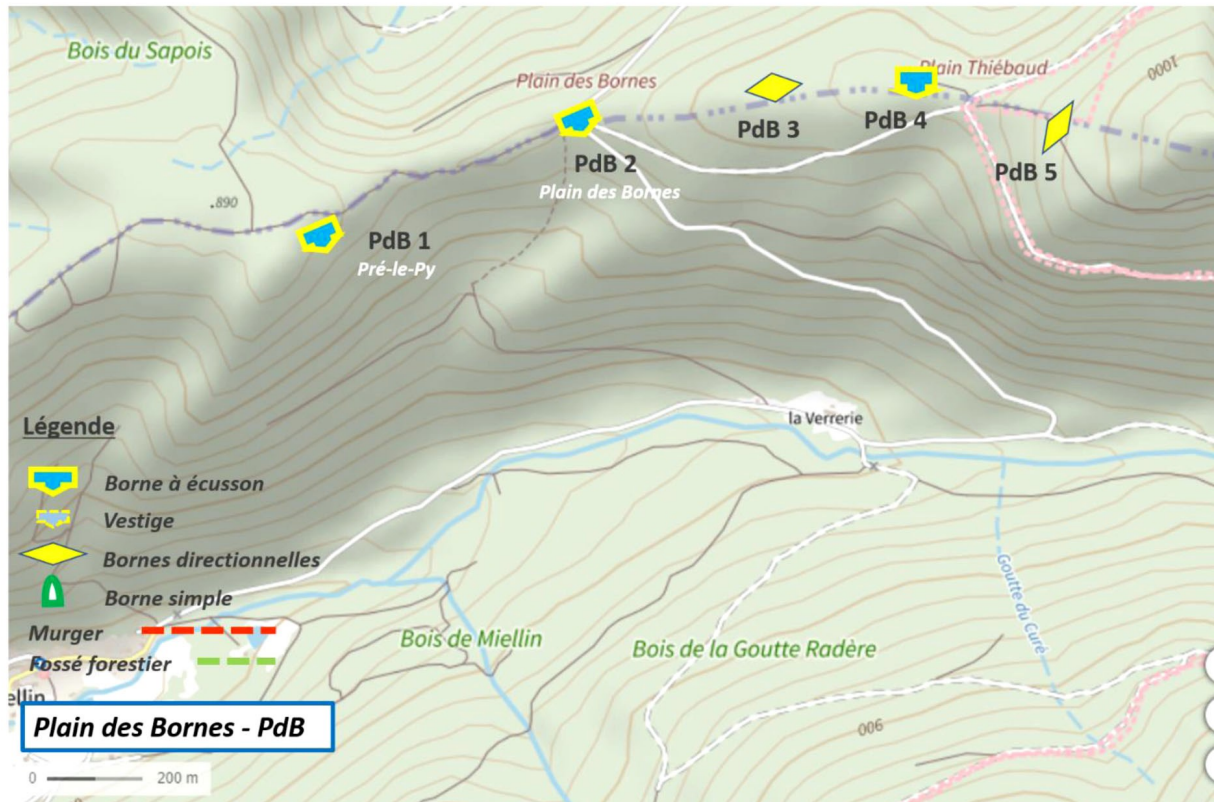 Bois du Sapois
Plain des Bornes
Plain Thiébaud
1000
PdB 3
PdB 4
PdB 2
Plain des Bornes
PdB 5
.890
PdB 1
Pré-le-Py
la Verrerie
Légende
Borne à écusson
Vestige
Bornes directionnelles
Borne simple
Murger
Fossé forestier
ellin
Bois de Miellin
Bois de la Goutte Radère
Goutte du Curé
900
Plain des Bornes - PdB
0 200 m